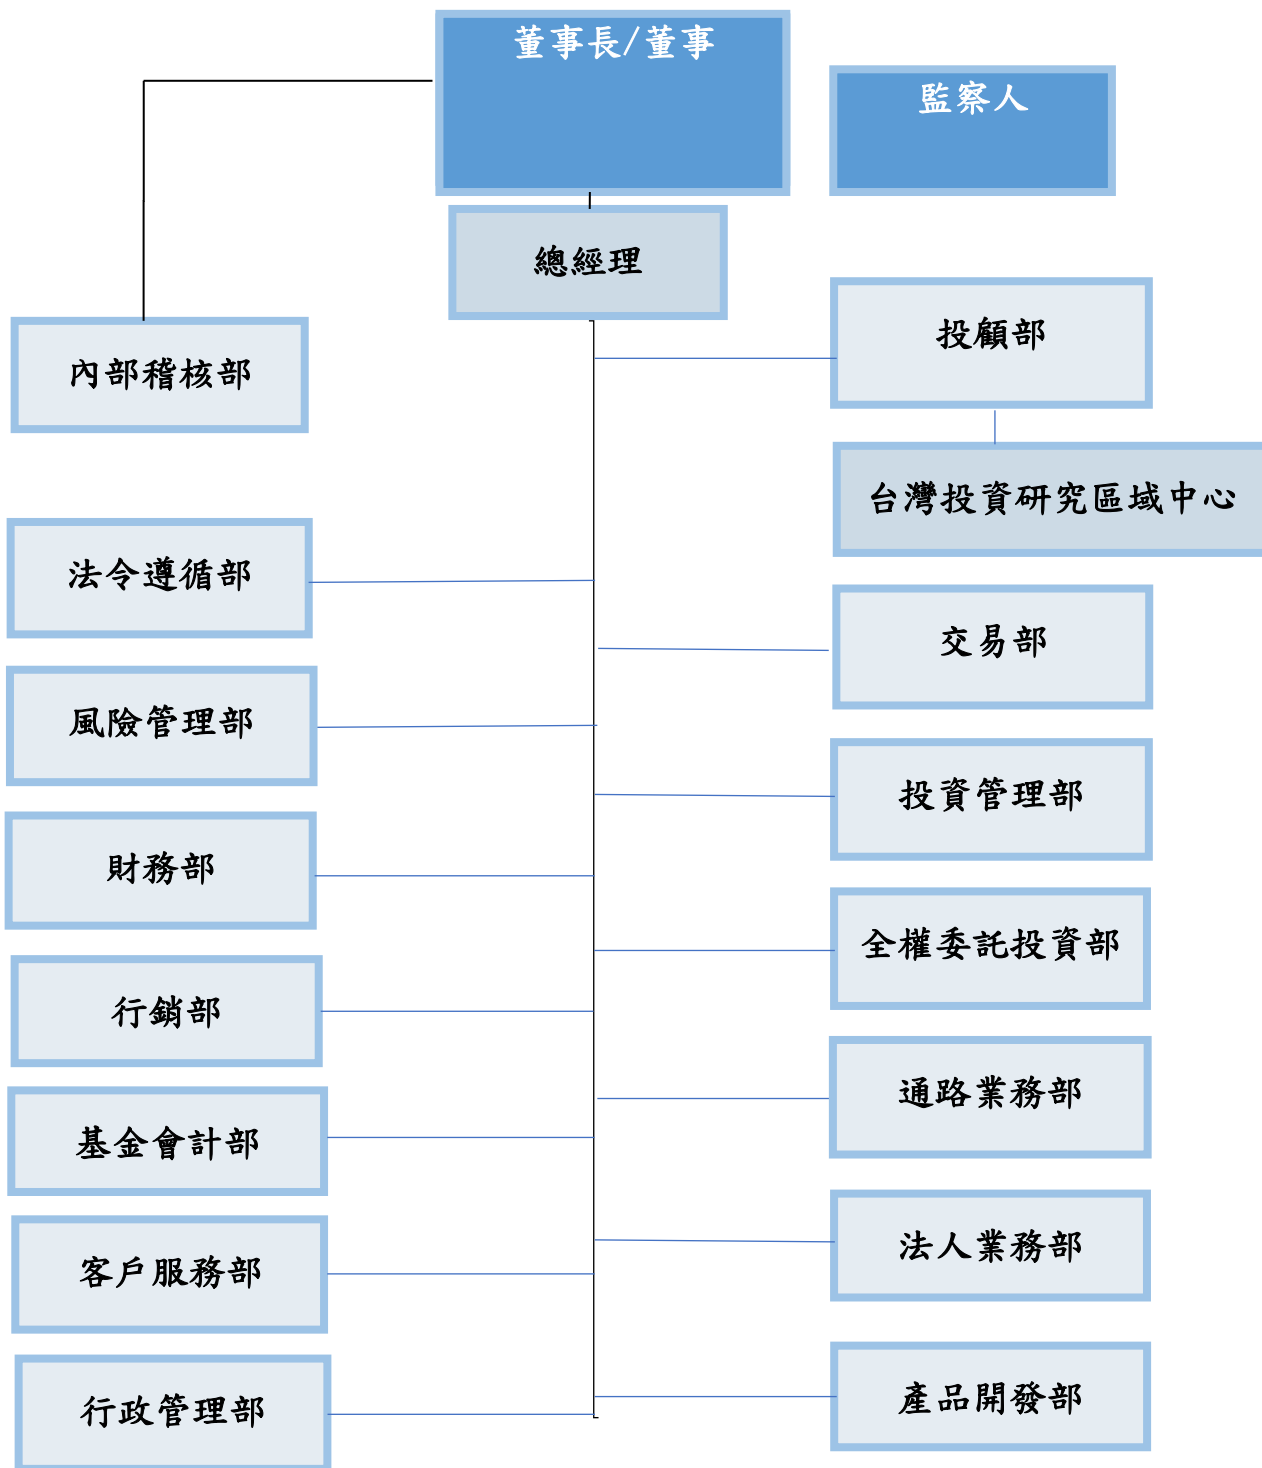 董事長/董事
監察人
總經理
投顧部
內部稽核部
台灣投資研究區域中心
法令遵循部
交易部
風險管理部
投資管理部
財務部
全權委託投資部
行銷部
通路業務部
基金會計部
法人業務部
客戶服務部
產品開發部
行政管理部